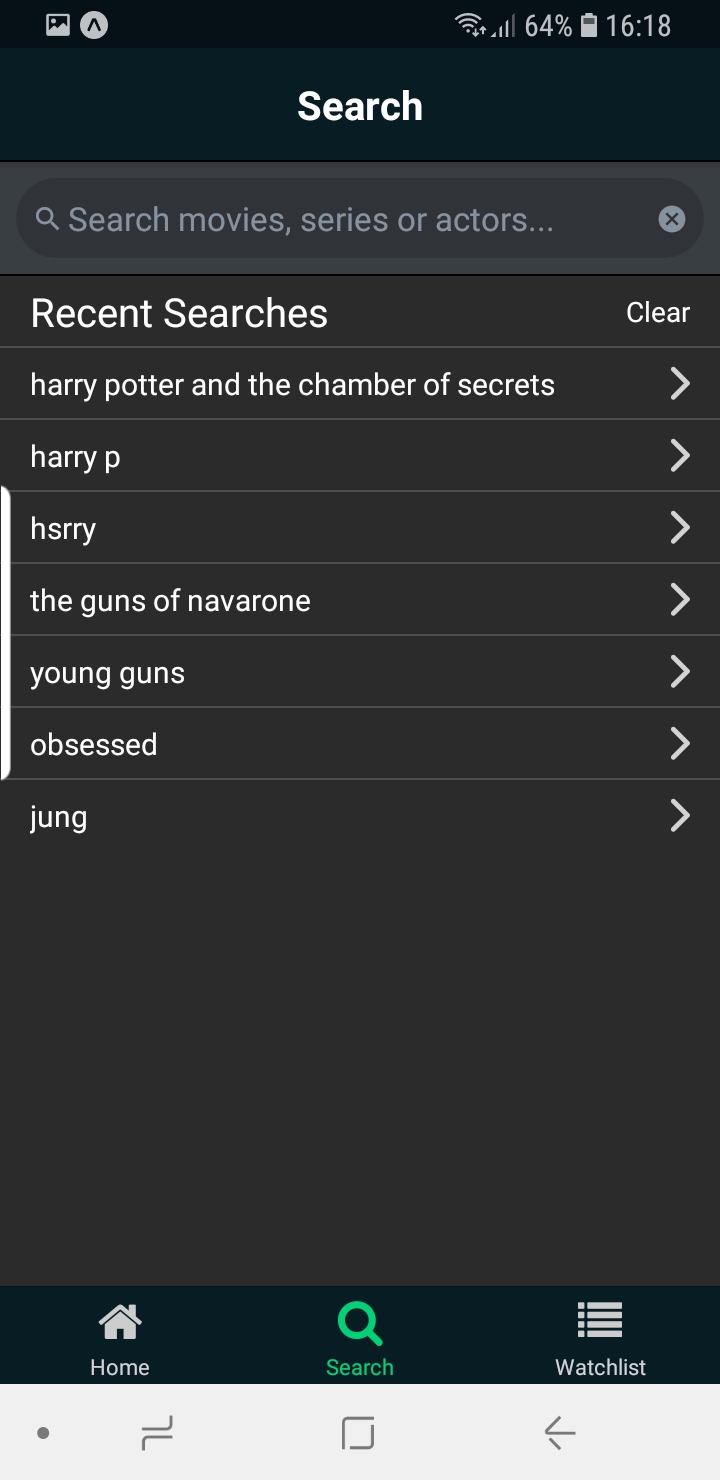 64% 16:18
Search
Search movies, series or actors...
Recent Searches Clear
harry potter and the chamber of secrets
harry p
hsrry
the guns of navarone
young guns
obsessed
jung
Home Search Watchlist